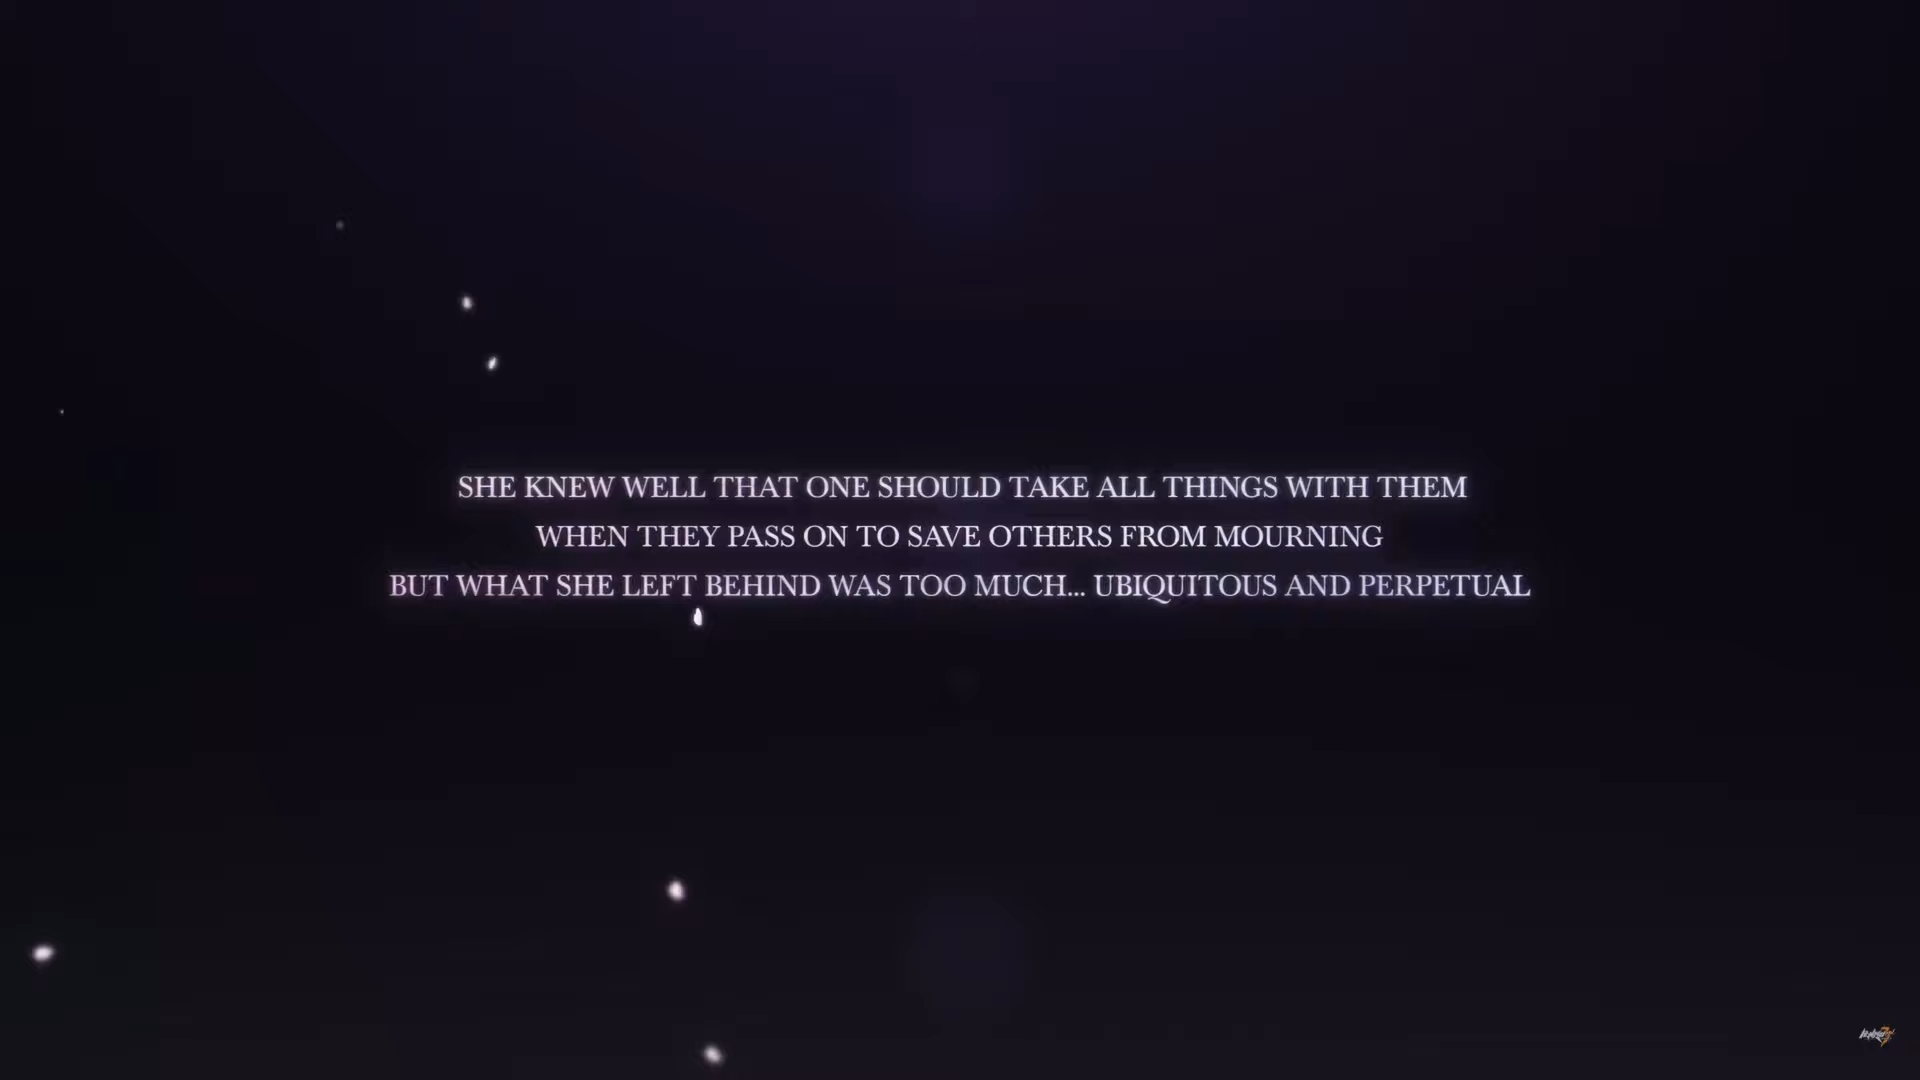 SHE KNEW WELL THAT ONE SHOULD TAKE ALL THINGS WITH THEM
WHEN THEY PASS ON TO SAVE OTHERS FROM MOURNING
BUT WHAT SHE LEFT BEHIND WAS TOO MUCH... UBIQUITOUS AND PERPETUAL